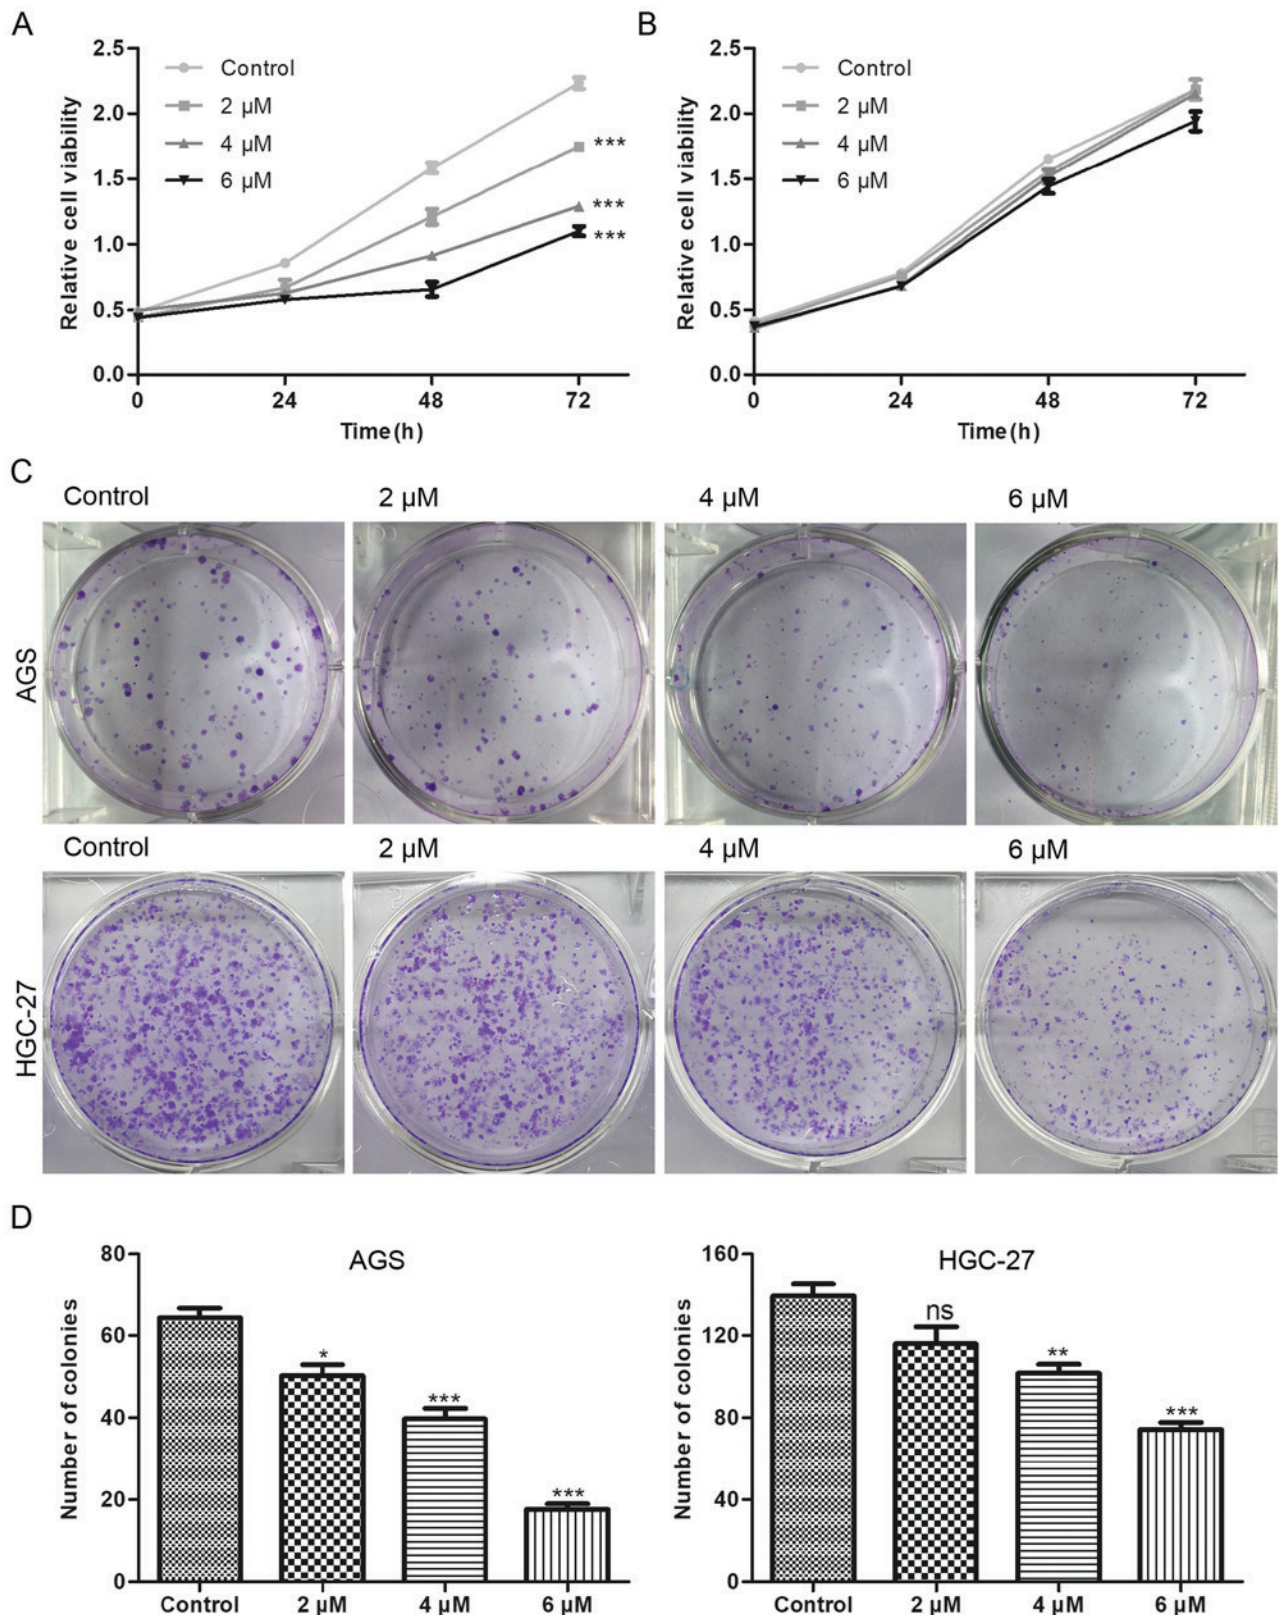 A
2.5
2.0
1.5
1.0
0.5
0.0
Relative cell viability
Control
2 μM
4 μM
6 μM
***
***
***
0 24 48 72
Time(h)
B
2.5
2.0
1.5
1.0
0.5
0.0
Relative cell viability
Control
2 μM
4 μM
6 μM
0 24 48 72
Time(h)
C
Control 2 μM 4 μM 6 μM
AGS
Control 2 μM 4 μM 6 μM
HGC-27
D
AGS
80
60
40
20
0
Number of colonies
*
***
***
Control 2 μM 4 μM 6 μM
HGC-27
160
120
80
40
0
Number of colonies
ns
**
***
Control 2 μM 4 μM 6 μM